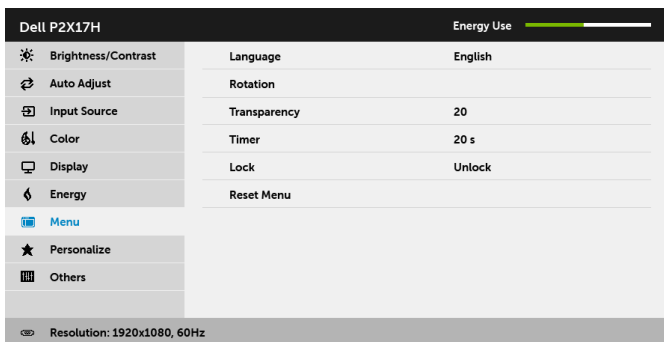 Dell P2X17H Energy Use
Brightness/Contrast Language English
Auto Adjust Rotation
Input Source Transparency 20
Color Timer 20 s
Display Lock Unlock
Energy Reset Menu
Menu
Personalize
Others
Resolution: 1920x1080, 60Hz